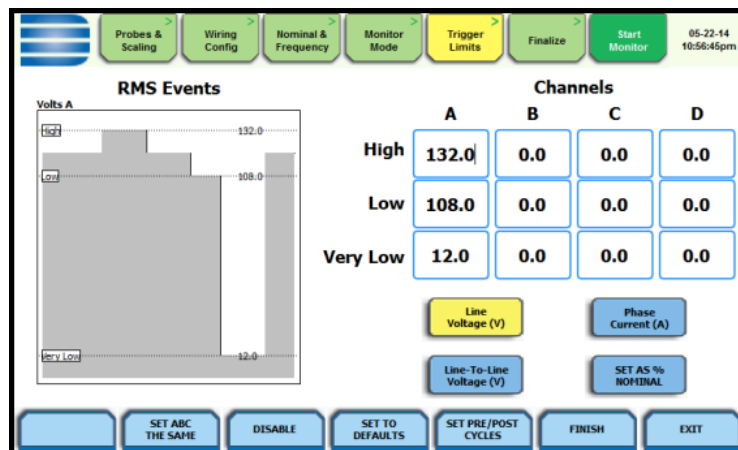 Probes &
Scaling
Wiring
Config
Nominal &
Frequency
Monitor
Mode
Trigger
Limits
Finalize
Start
Monitor
05-22-14
10:56:45pm
RMS Events
Volts A
High
132.0
Low
108.0
Very Low
12.0
Channels
A B C D
High 132.0 0.0 0.0 0.0
Low 108.0 0.0 0.0 0.0
Very Low 12.0 0.0 0.0 0.0
Line
Voltage (V)
Phase
Current (A)
Line-To-Line
Voltage (V)
SET AS %
NOMINAL
SET ABC
THE SAME
DISABLE
SET TO
DEFAULTS
SET PRE/POST
CYCLES
FINISH
EXIT